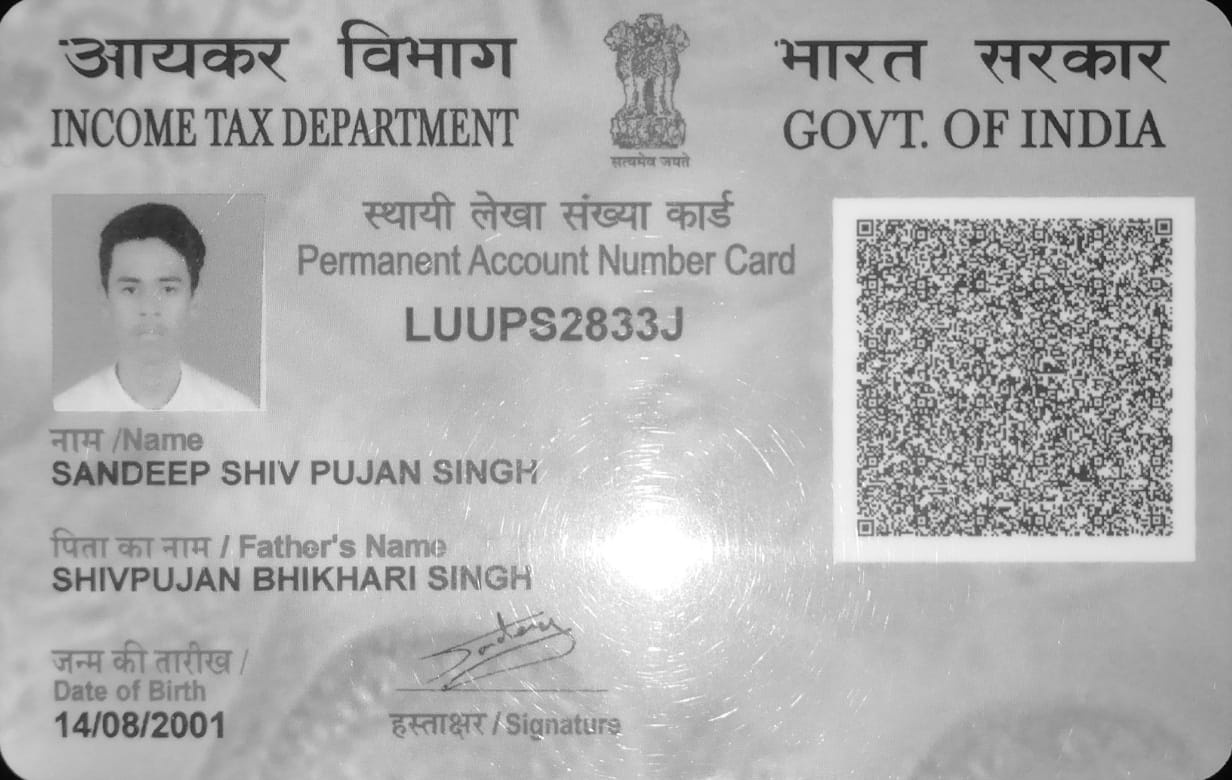 आयकर विभाग
INCOME TAX DEPARTMENT
सत्यमेव जयते
भारत सरकार
GOVT. OF INDIA
स्थायी लेखा संख्या कार्ड
Permanent Account Number Card
LUUPS2833J
नाम /Name
SANDEEP SHIV PUJAN SINGH
पिता का नाम / Father's Name
SHIVPUJAN BHIKHARI SINGH
जन्म की तारीख /
Date of Birth
14/08/2001
Sandeep
हस्ताक्षर / Signature